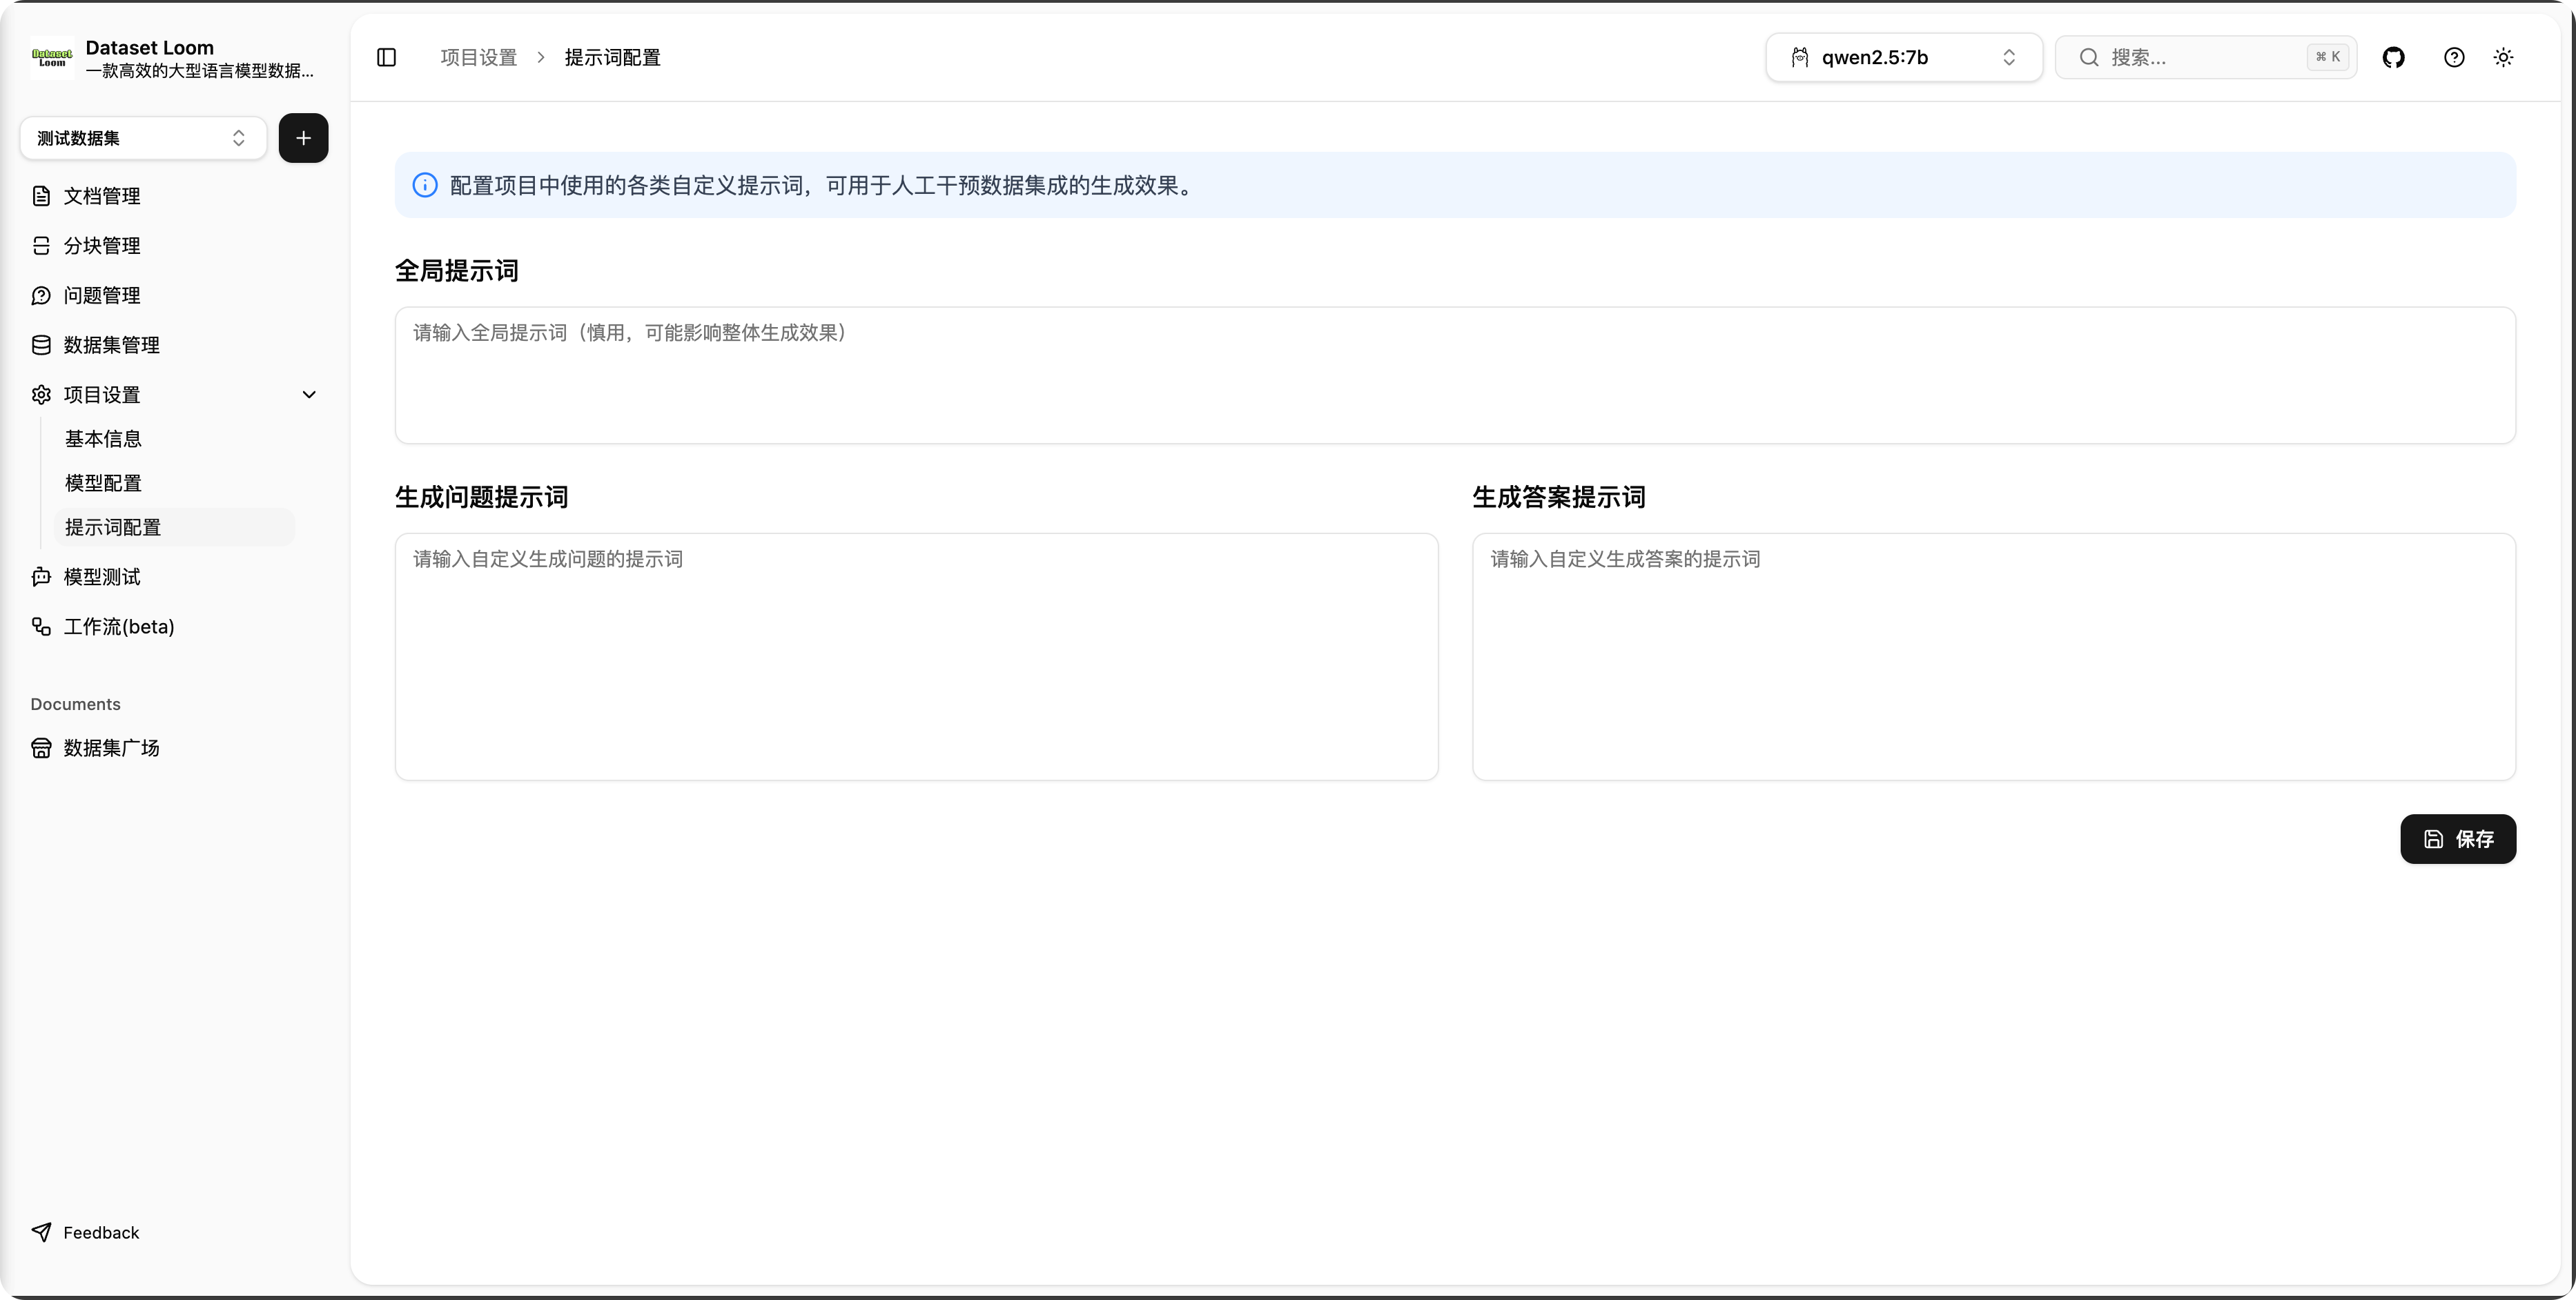 Dataset Loom
Dataset Loom
一款高效的大型语言模型数据...
测试数据集
文档管理
分块管理
问题管理
数据集管理
项目设置
基本信息
模型配置
提示词配置
模型测试
工作流(beta)
Documents
数据集广场
Feedback
项目设置 > 提示词配置
qwen2.5:7b
搜索...
⌘ K
配置项目中使用的各类自定义提示词，可用于人工干预数据集成的生成效果。
全局提示词
请输入全局提示词（慎用，可能影响整体生成效果）
生成问题提示词
请输入自定义生成问题的提示词
生成答案提示词
请输入自定义生成答案的提示词
保存